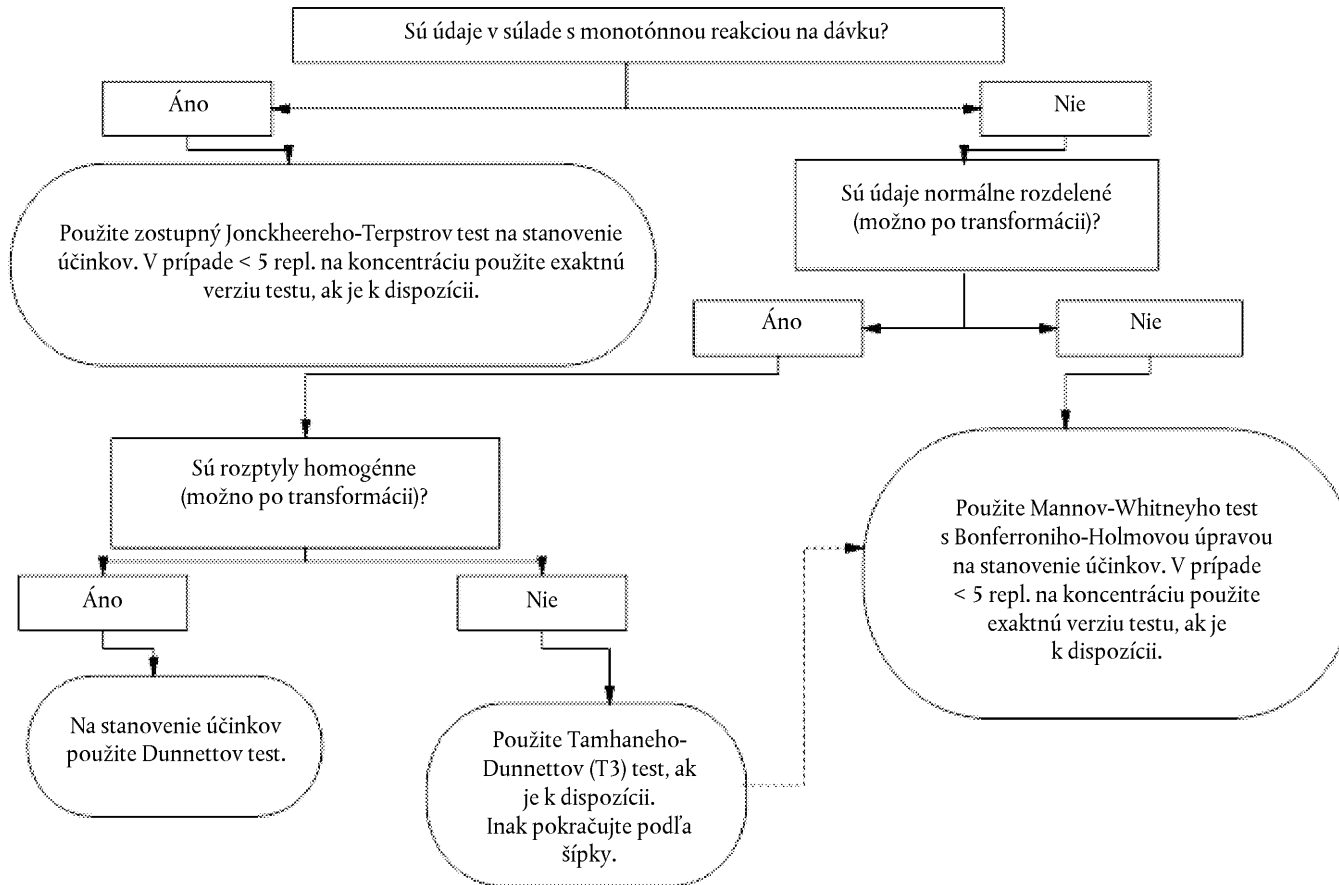 Sú údaje v súlade s monotónnou reakciou na dávku?
Áno
Nie
Použite zostupný Jonckheereho-Terpstrov test na stanovenie
účinkov. V prípade < 5 repl. na koncentráciu použite exaktnú
verziu testu, ak je k dispozícii.
Sú údaje normálne rozdelené
(možno po transformácii)?
Áno
Nie
Sú rozptyly homogénne
(možno po transformácii)?
Použite Mannov-Whitneyho test
s Bonferroniho-Holmovou úpravou
na stanovenie účinkov. V prípade
< 5 repl. na koncentráciu použite
exaktnú verziu testu, ak je
k dispozícii.
Áno
Nie
Na stanovenie účinkov
použite Dunnettov test.
Použite Tamhaneho-
Dunnettov (T3) test, ak
je k dispozícii.
Inak pokračujte podľa
šípky.